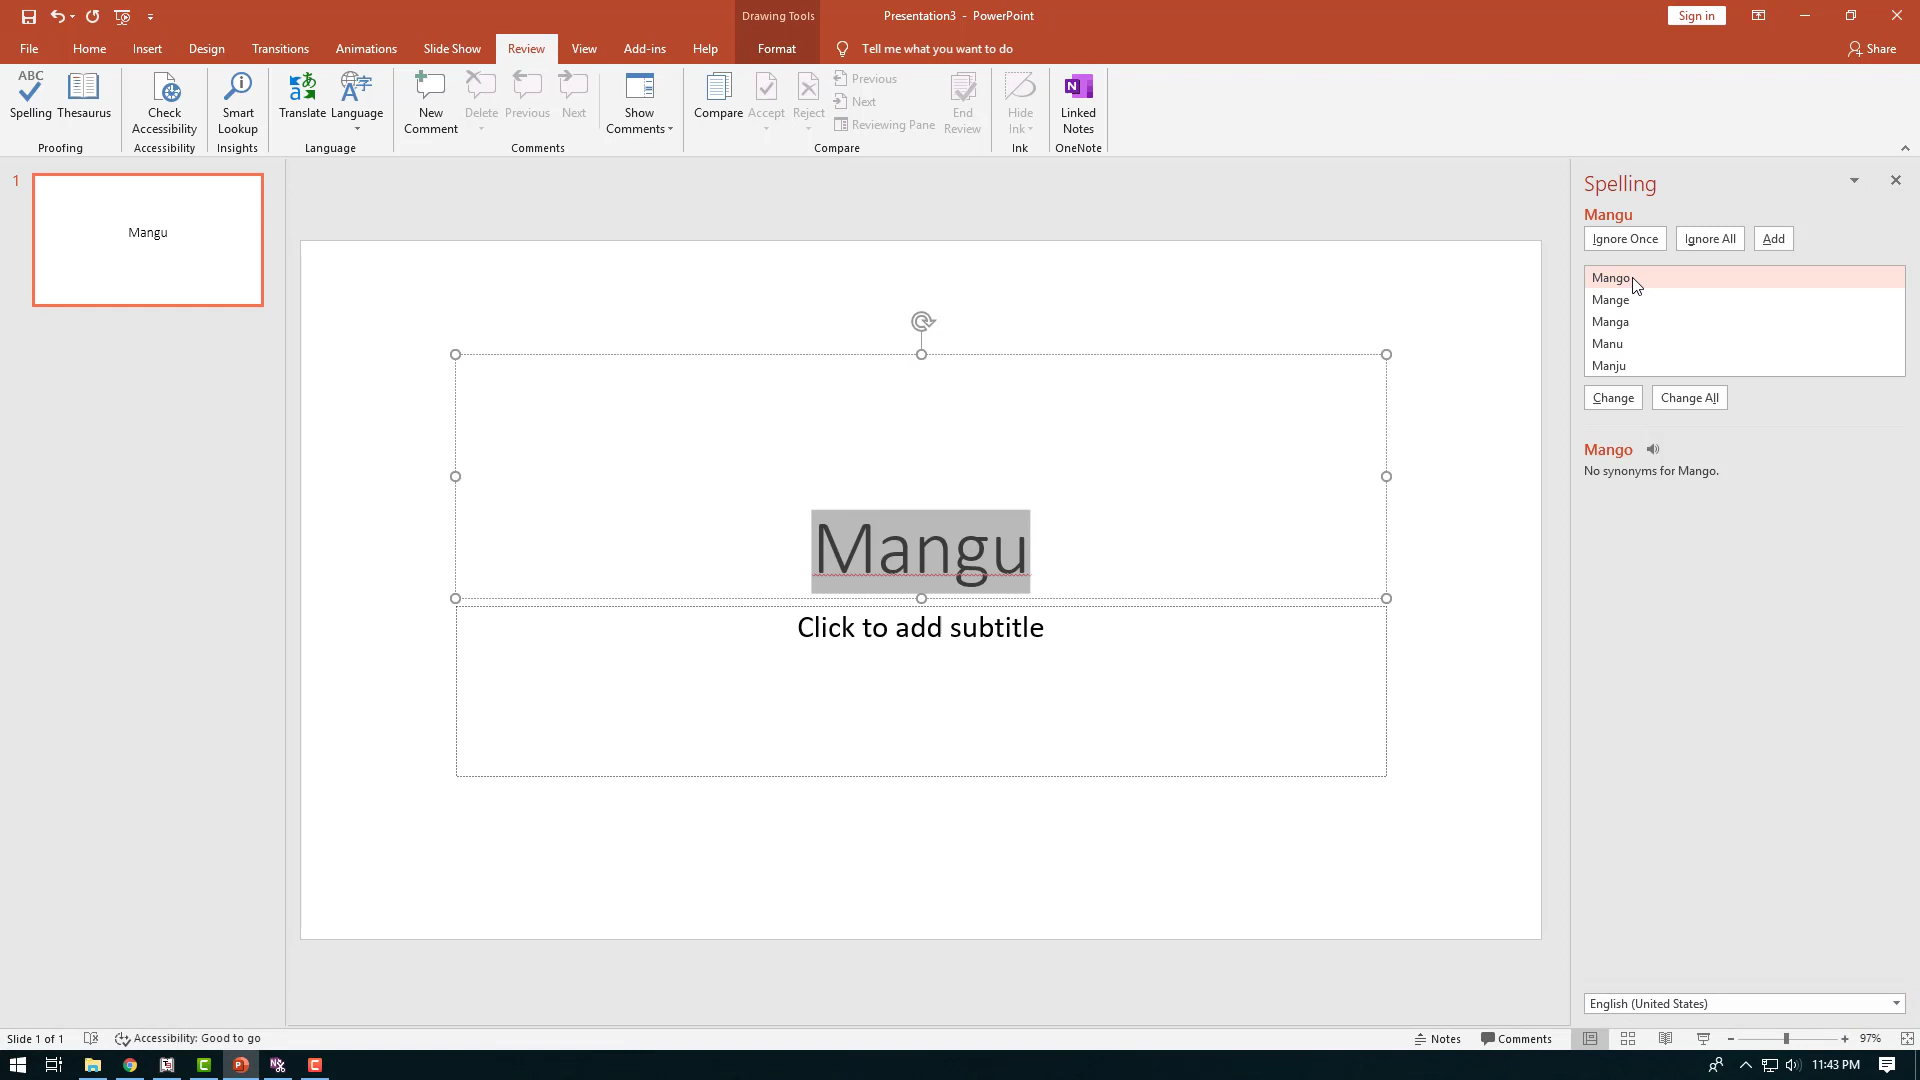 Drawing Tools
Presentation3 - PowerPoint
Sign in
File Home Insert Design Transitions Animations Slide Show Review View Add-ins Help Format Tell me what you want to do Share
ABC
Spelling Thesaurus
Proofing
Check Accessibility
Accessibility
Smart Lookup
Insights
Translate Language
Language
New Comment Delete Previous Next Show Comments
Comments
Compare Accept Reject
Previous
Next
Reviewing Pane
End Review
Compare
Hide Ink
Ink
Linked Notes
OneNote
1
Mangu
Mangu
Click to add subtitle
Spelling
Mangu
Ignore Once Ignore All Add
Mango
Mange
Manga
Manu
Manju
Change Change All
Mango
No synonyms for Mango.
English (United States)
Slide 1 of 1 Accessibility: Good to go Notes Comments 97%
11:43 PM